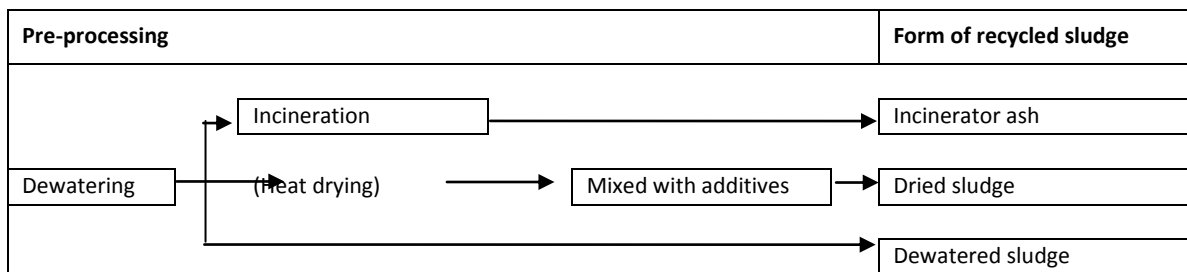 Pre-processing Form of recycled sludge
Incineration Incinerator ash
Dewatering (Heat drying) Mixed with additives Dried sludge
Dewatered sludge